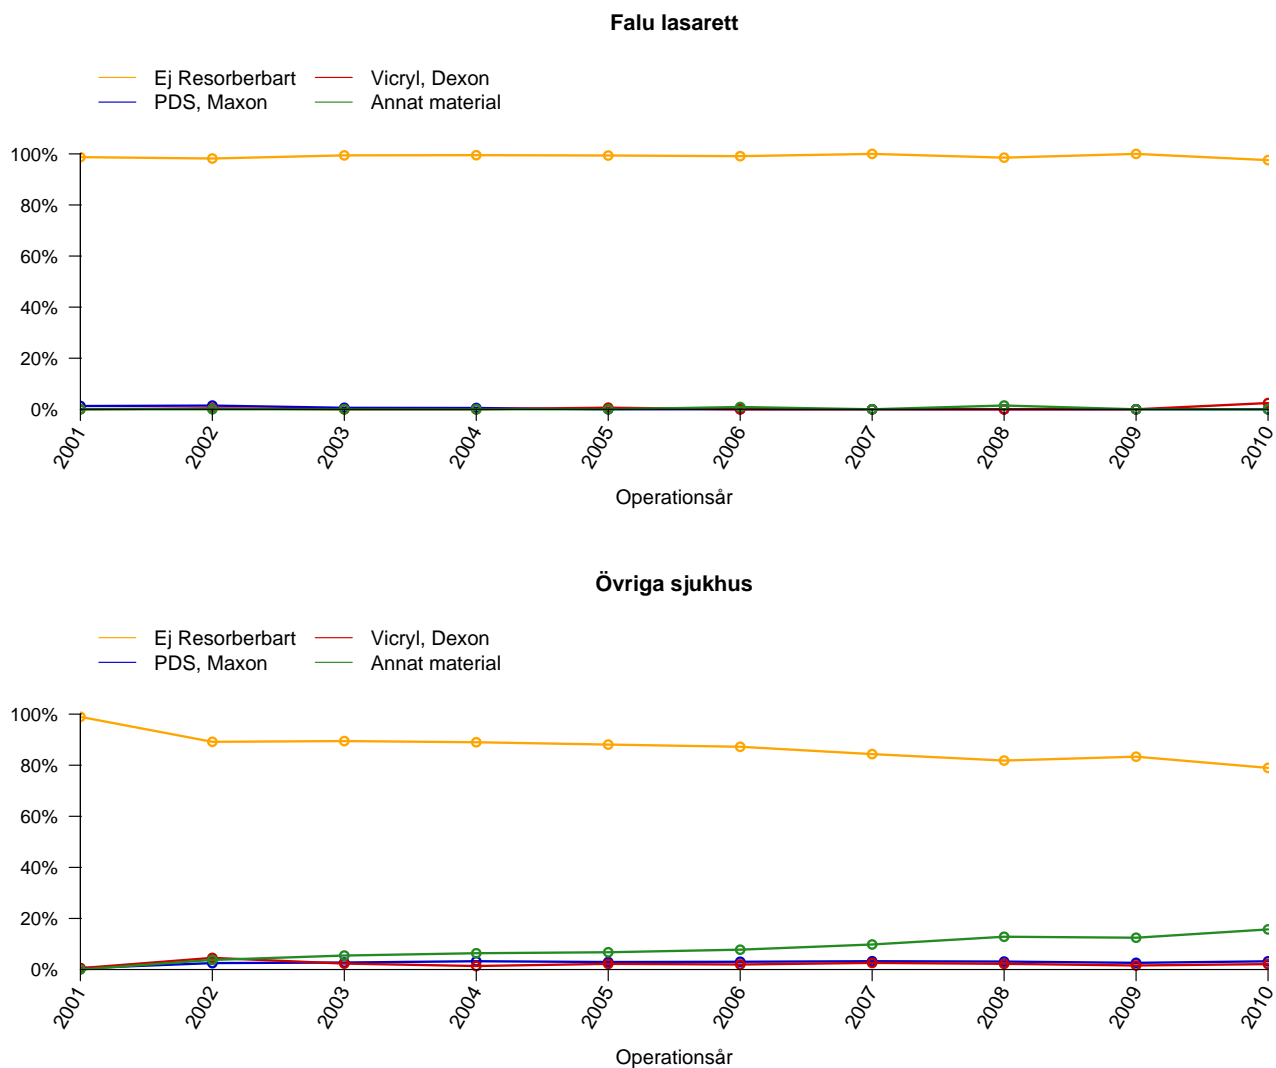 Falu lasarett
Ej Resorberbart
Vicryl, Dexon
PDS, Maxon
Annat material
100%
80%
60%
40%
20%
0%
2001
2002
2003
2004
2005
2006
2007
2008
2009
2010
Operationsår
Övriga sjukhus
Ej Resorberbart
Vicryl, Dexon
PDS, Maxon
Annat material
100%
80%
60%
40%
20%
0%
2001
2002
2003
2004
2005
2006
2007
2008
2009
2010
Operationsår